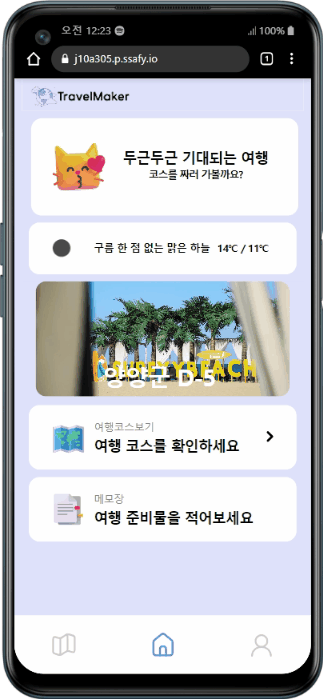 오전 12:23
100%
j10a305.p.ssafy.io
1
TravelMaker
두근두근 기대되는 여행
코스를 짜러 가볼까요?
구름 한 점 없는 맑은 하늘 14℃ / 11℃
양양군 D-5
여행코스보기
여행 코스를 확인하세요
메모장
여행 준비물을 적어보세요